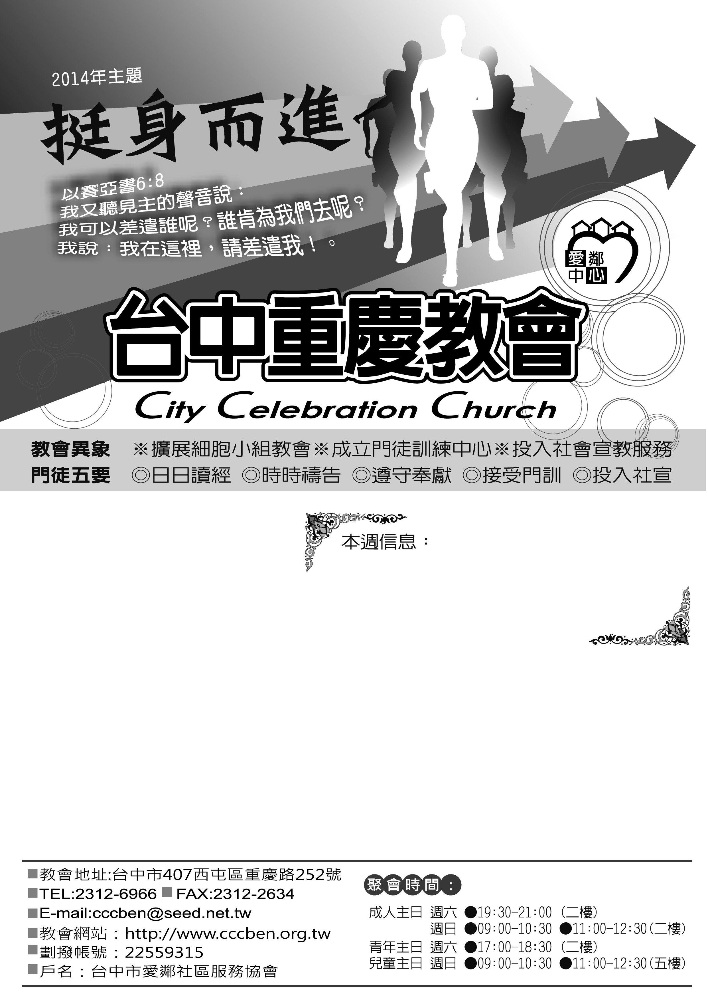 2014年主題
挺身而進
以賽亞書6:8
我又聽見主的聲音說：
我可以差遣誰呢？誰肯為我們去呢？
我說：我在這裡，請差遣我！。
愛鄰
中心
台中重慶教會
City Celebration Church
教會異象 ※擴展細胞小組教會※成立門徒訓練中心※投入社會宣教服務
門徒五要 ◎日日讀經 ◎時時禱告 ◎遵守奉獻 ◎接受門訓 ◎投入社宣
本週信息：
■教會地址:台中市407西屯區重慶路252號
■TEL:2312-6966 ■FAX:2312-2634
■E-mail:cccben@seed.net.tw
■教會網站：http://www.cccben.org.tw
■劃撥帳號：22559315
■戶名：台中市愛鄰社區服務協會
聚會時間：
成人主日 週六 ●19:30-21:00 (二樓)
週日 ●09:00-10:30 ●11:00-12:30(二樓)
青年主日 週六 ●17:00-18:30 (二樓)
兒童主日 週日 ●09:00-10:30 ●11:00-12:30(五樓)